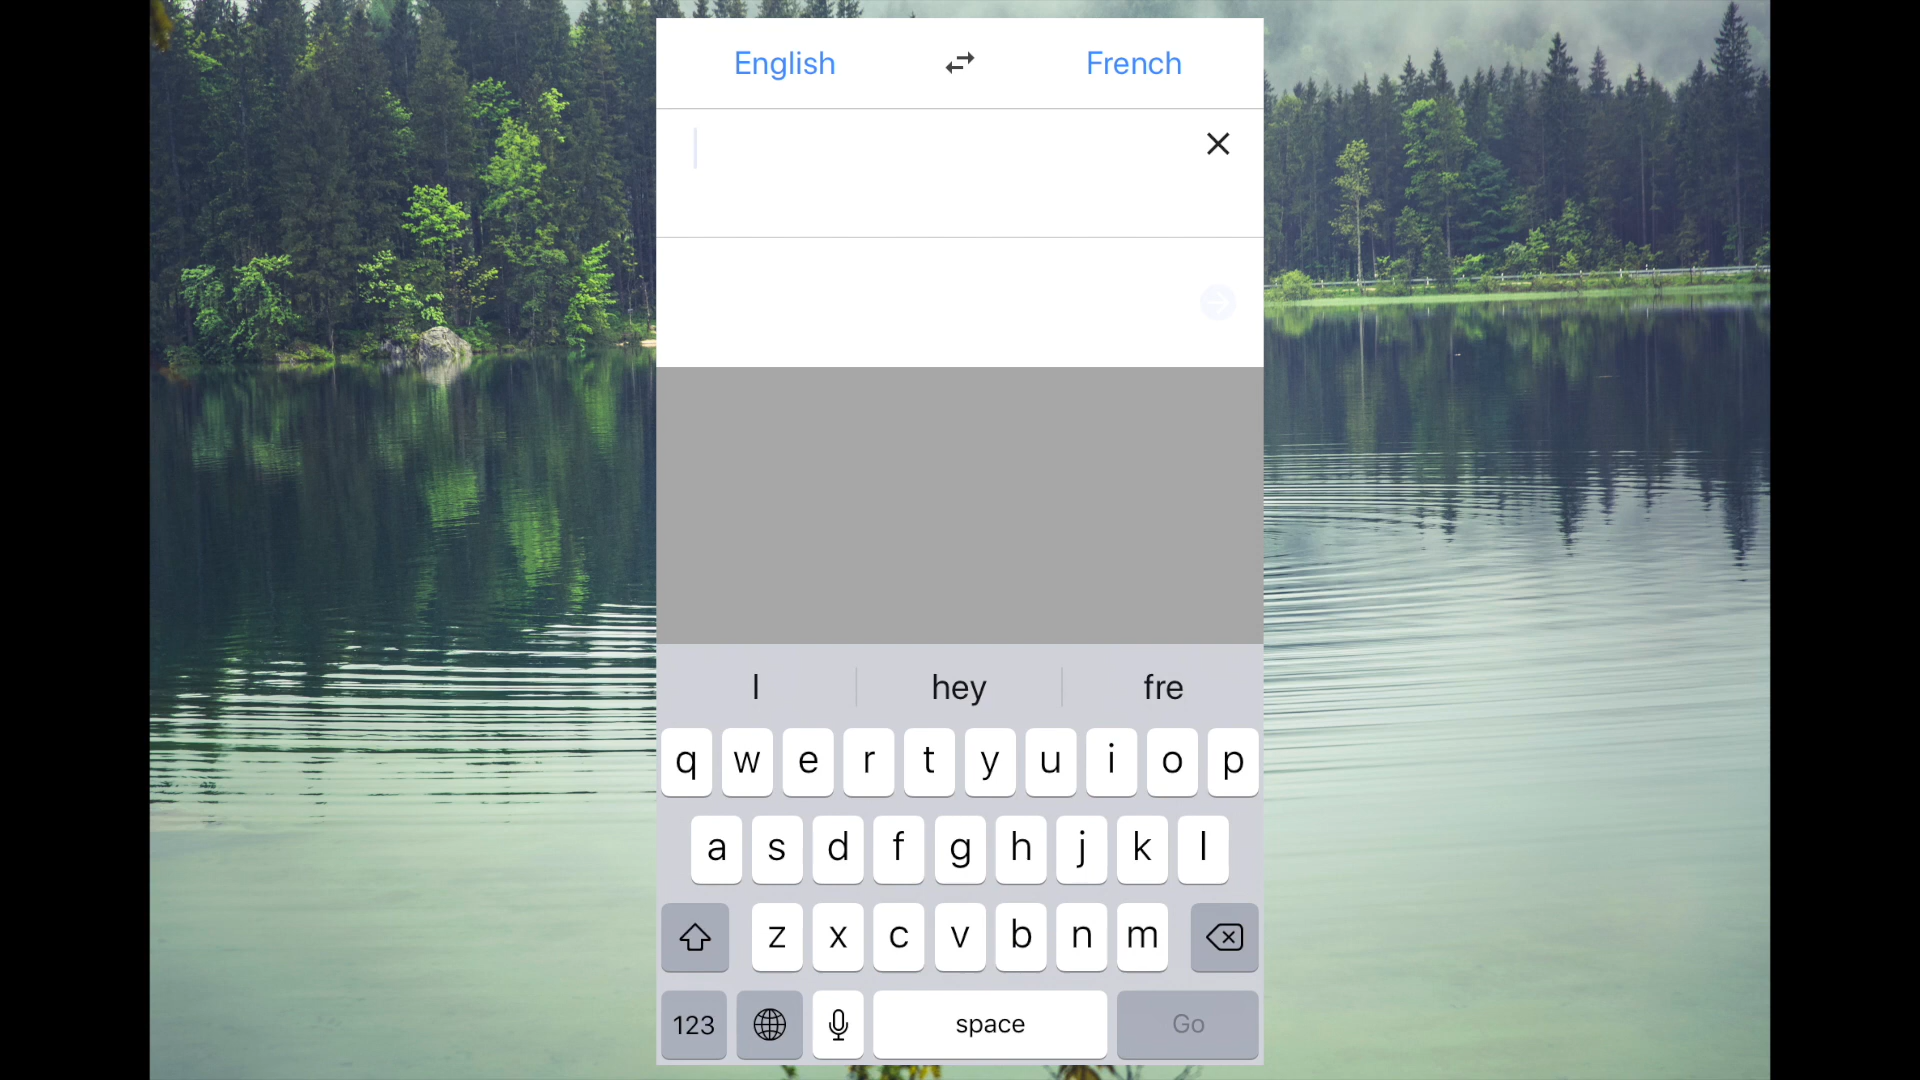 English French
I hey fre
q w e r t y u i o p
a s d f g h j k l
z x c v b n m
123 space Go